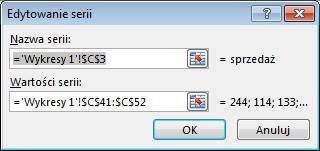 Edytowanie serii
Nazwa serii:
='Wykresy 1'!$C$3 = sprzedaż
Wartości serii:
='Wykresy 1'!$C$41:$C$52 = 244; 114; 133;...
OK Anuluj